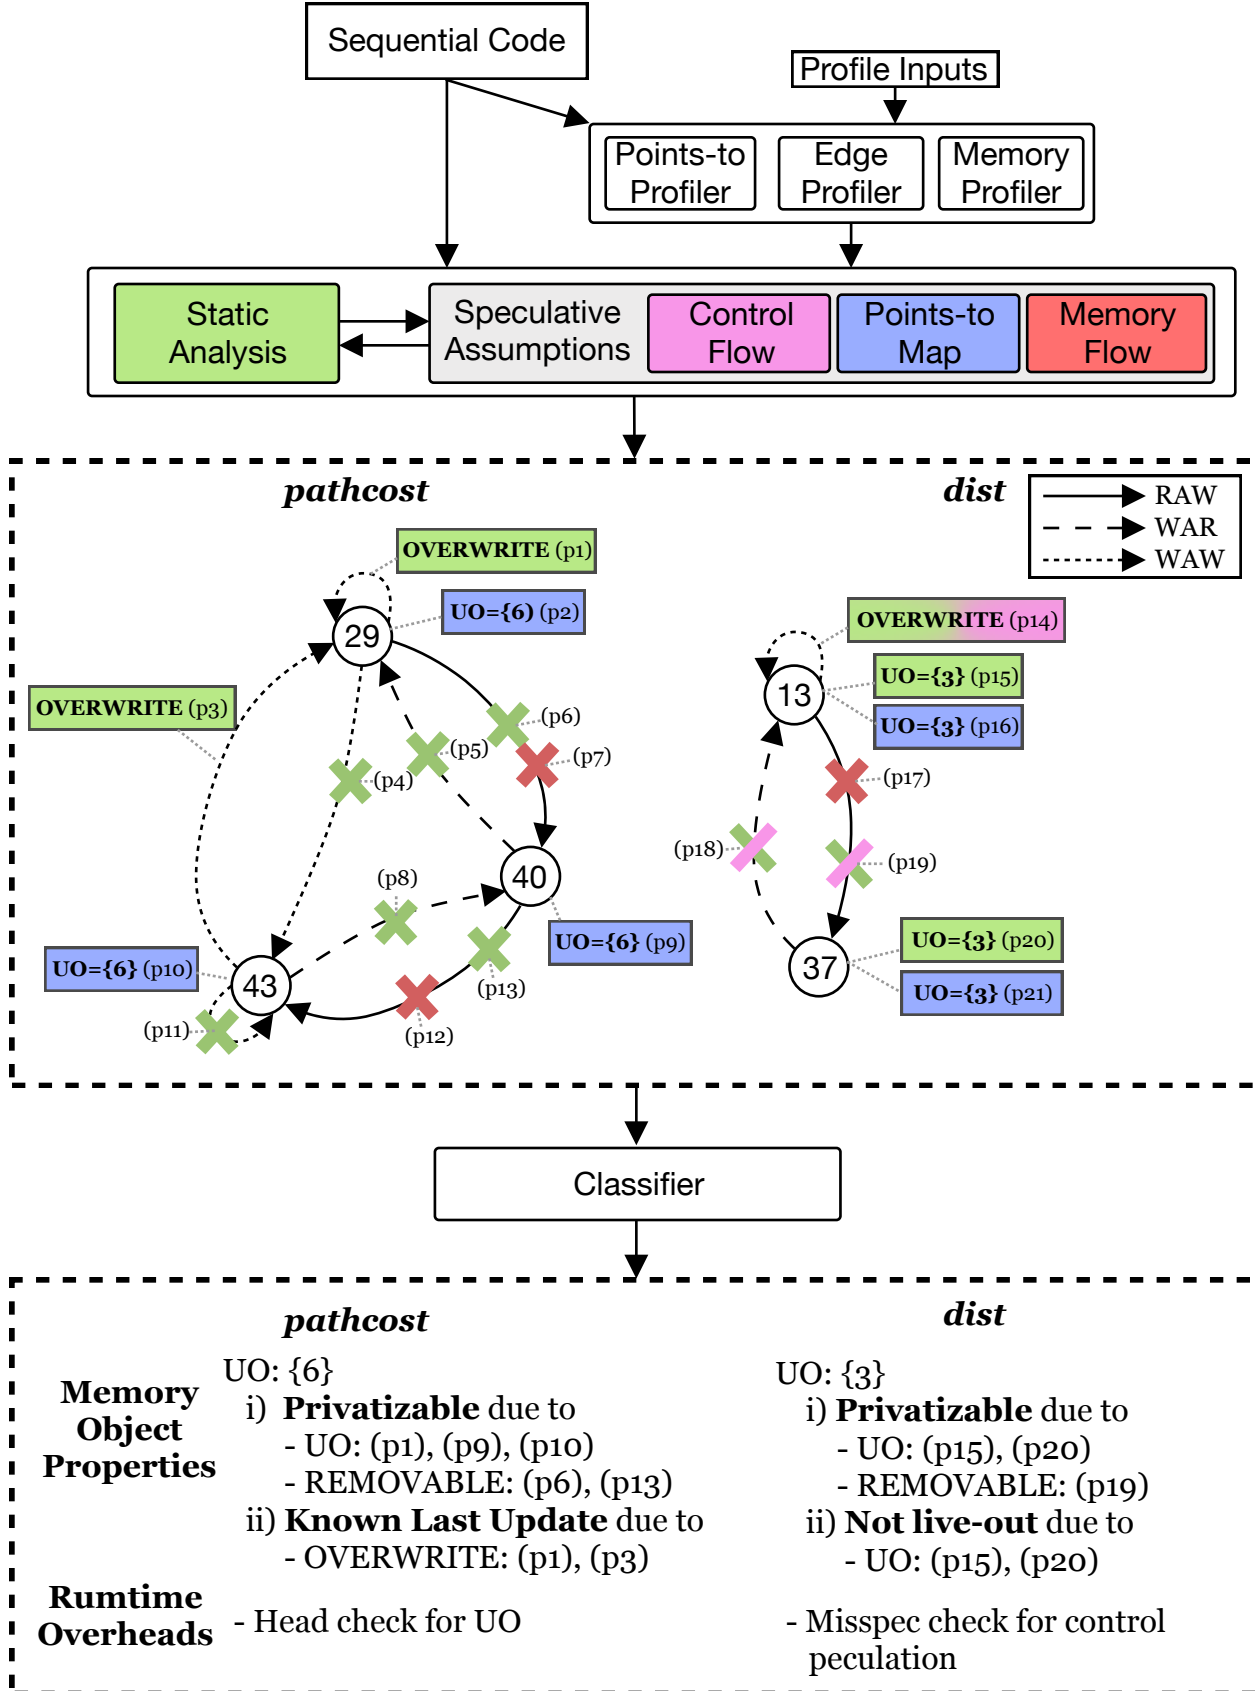 Sequential Code
Profile Inputs
Points-to
Profiler
Edge
Profiler
Memory
Profiler
Static
Analysis
Speculative
Assumptions
Control
Flow
Points-to
Map
Memory
Flow
pathcost
dist
RAW
WAR
WAW
OVERWRITE (p1)
UO={6) (p2)
29
OVERWRITE (p3)
(p4)
(p5)
(p6)
(p7)
(p8)
40
UO={6} (p9)
UO={6} (p10)
43
(p11)
(p12)
(p13)
OVERWRITE (p14)
13
UO={3} (p15)
UO={3} (p16)
(p17)
(p18)
(p19)
37
UO={3} (p20)
UO={3} (p21)
Classifier
pathcost
dist
Memory
Object
Properties
UO: {6}
i) Privatizable due to
- UO: (p1), (p9), (p10)
- REMOVABLE: (p6), (p13)
ii) Known Last Update due to
- OVERWRITE: (p1), (p3)
UO: {3}
i) Privatizable due to
- UO: (p15), (p20)
- REMOVABLE: (p19)
ii) Not live-out due to
- UO: (p15), (p20)
Rumtime
Overheads
- Head check for UO
- Misspec check for control
peculation